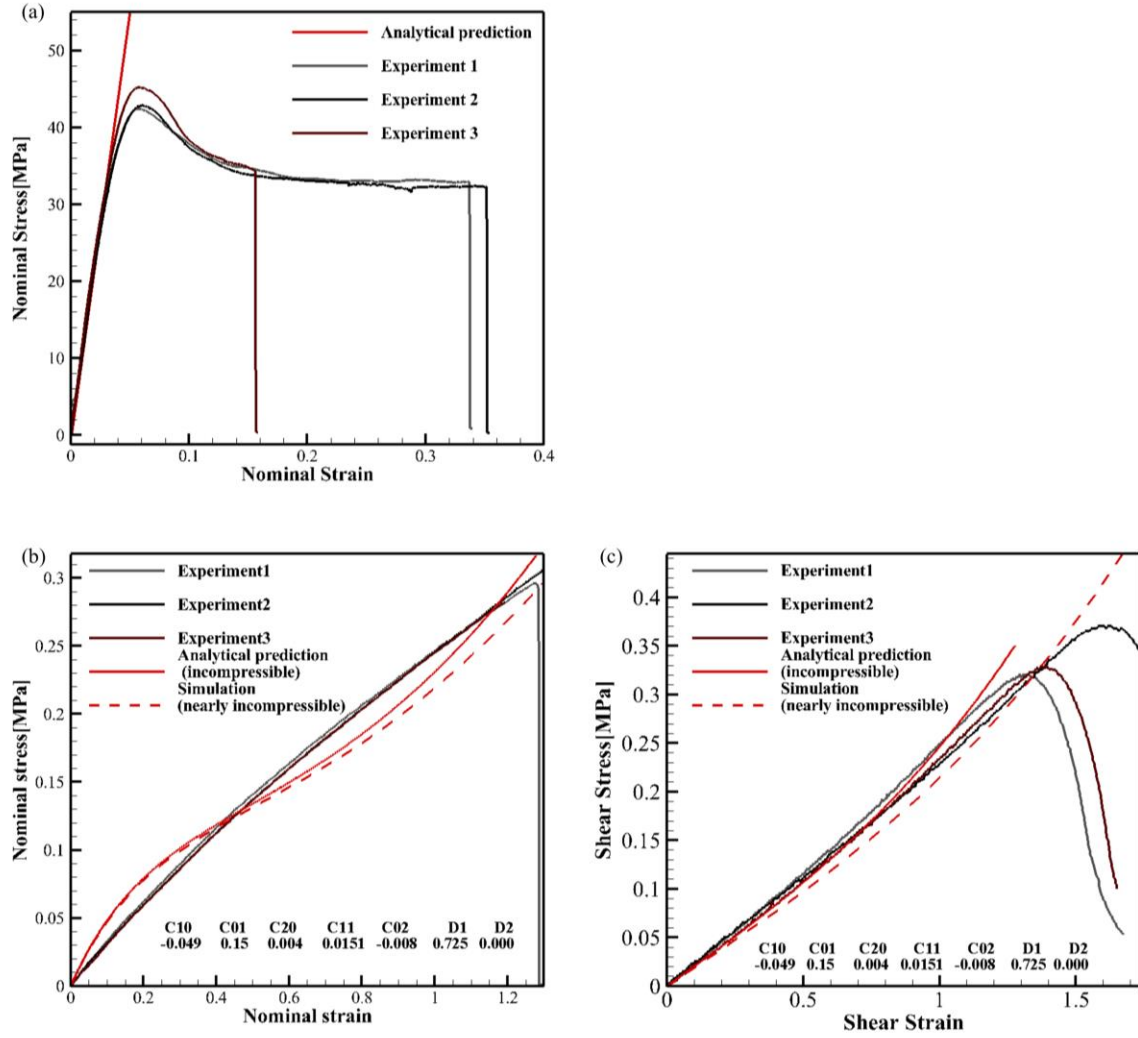 (a)
Analytical prediction
Experiment 1
Experiment 2
Experiment 3
Nominal Stress[MPa]
50
40
30
20
10
0
0 0.1 0.2 0.3 0.4
Nominal Strain
(b)
Experiment1
Experiment2
Experiment3
Analytical prediction
(incompressible)
Simulation
(nearly incompressible)
Nominal stress[MPa]
0.3
0.25
0.2
0.15
0.1
0.05
0
C10 C01 C20 C11 C02 D1 D2
-0.049 0.15 0.004 0.0151 -0.008 0.725 0.000
0 0.2 0.4 0.6 0.8 1 1.2
Nominal strain
(c)
Experiment1
Experiment2
Experiment3
Analytical prediction
(incompressible)
Simulation
(nearly incompressible)
Shear Stress[MPa]
0.4
0.35
0.3
0.25
0.2
0.15
0.1
0.05
0
C10 C01 C20 C11 C02 D1 D2
-0.049 0.15 0.004 0.0151 -0.008 0.725 0.000
0 0.5 1 1.5
Shear Strain